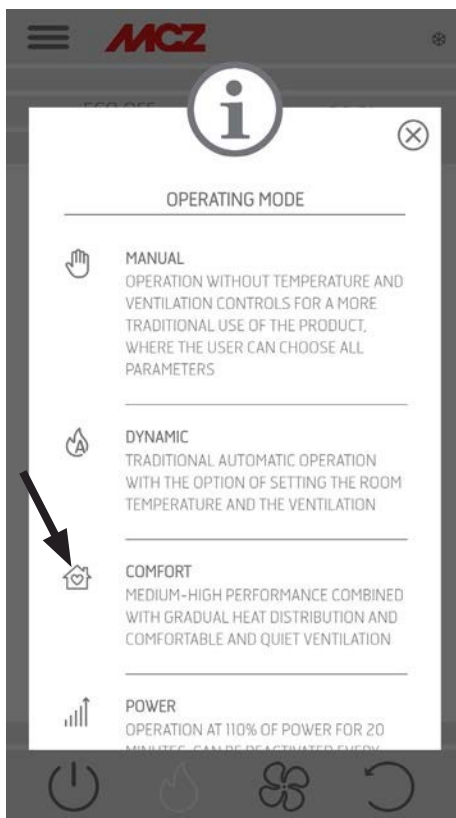 MCZ
OPERATING MODE
MANUAL
OPERATION WITHOUT TEMPERATURE AND
VENTILATION CONTROLS FOR A MORE
TRADITIONAL USE OF THE PRODUCT,
WHERE THE USER CAN CHOOSE ALL
PARAMETERS
DYNAMIC
TRADITIONAL AUTOMATIC OPERATION
WITH THE OPTION OF SETTING THE ROOM
TEMPERATURE AND THE VENTILATION
COMFORT
MEDIUM-HIGH PERFORMANCE COMBINED
WITH GRADUAL HEAT DISTRIBUTION AND
COMFORTABLE AND QUIET VENTILATION
POWER
OPERATION AT 110% OF POWER FOR 20